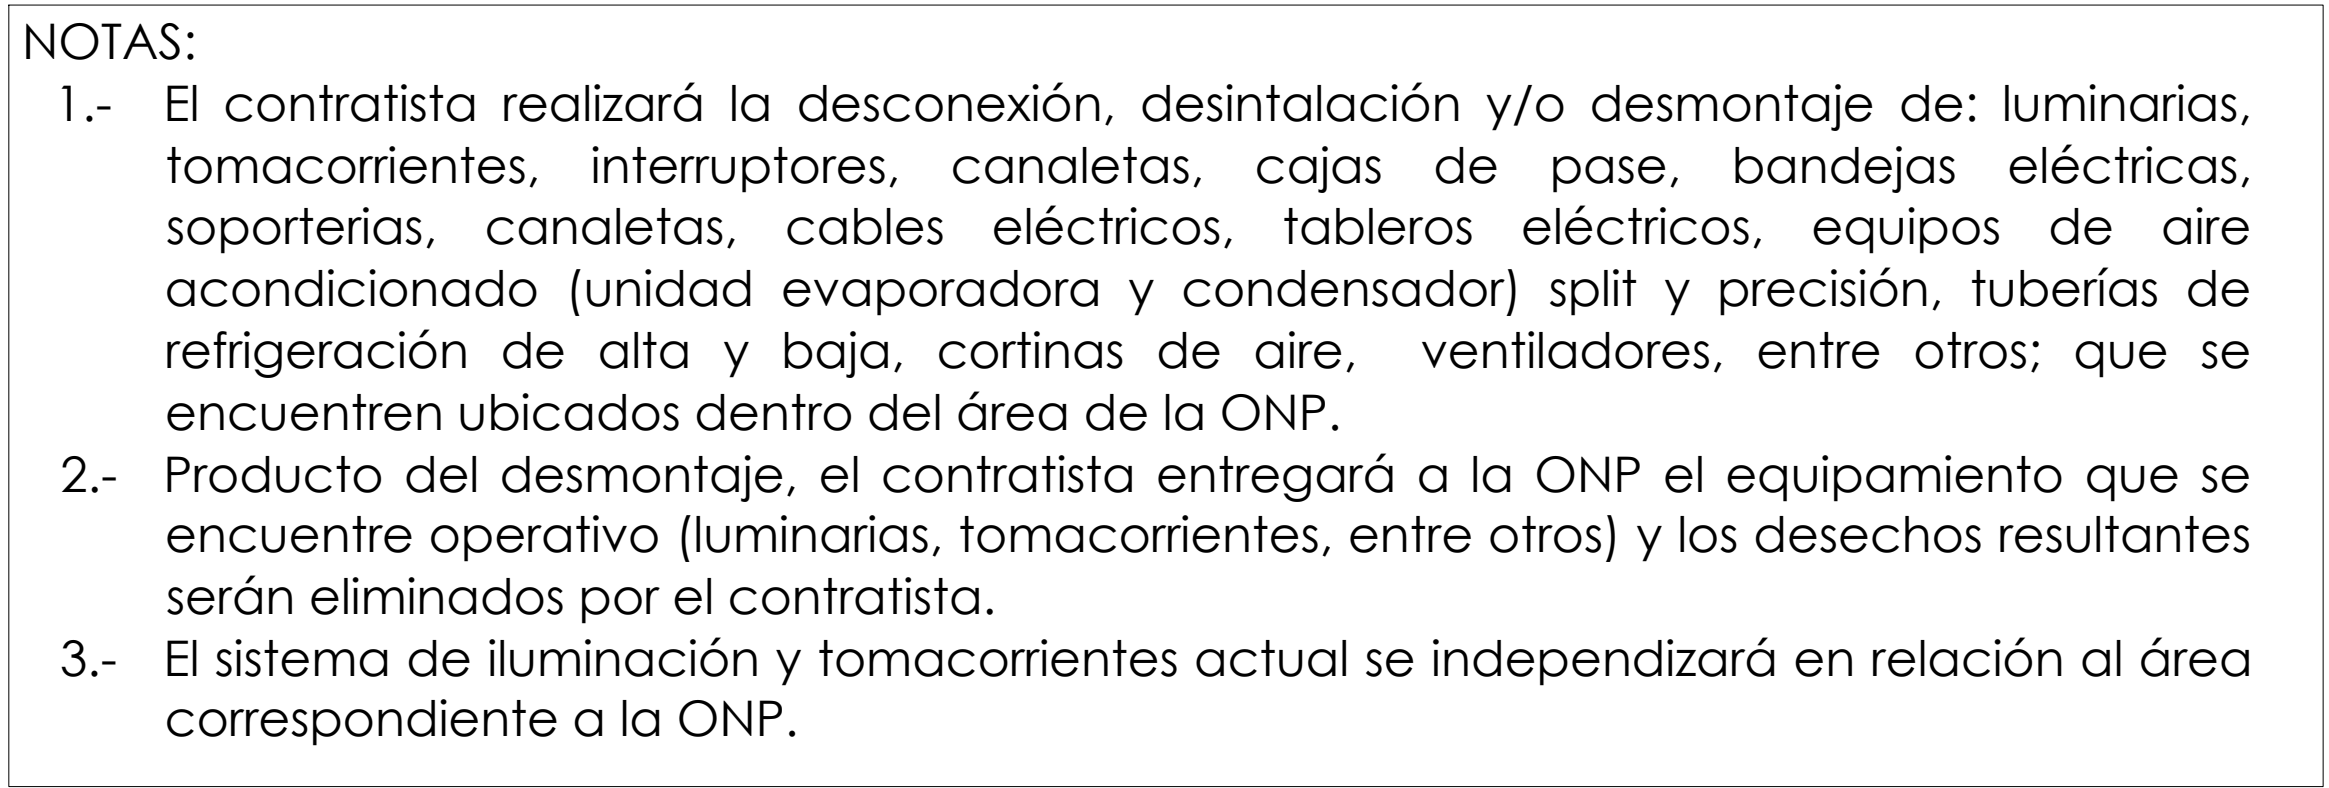 NOTAS:
1.- El contratista realizará la desconexión, desintalación y/o desmontaje de: luminarias,
tomacorrientes, interruptores, canaletas, cajas de pase, bandejas eléctricas,
soporterias, canaletas, cables eléctricos, tableros eléctricos, equipos de aire
acondicionado (unidad evaporadora y condensador) split y precisión, tuberías de
refrigeración de alta y baja, cortinas de aire, ventiladores, entre otros; que se
encuentren ubicados dentro del área de la ONP.
2.- Producto del desmontaje, el contratista entregará a la ONP el equipamiento que se
encuentre operativo (luminarias, tomacorrientes, entre otros) y los desechos resultantes
serán eliminados por el contratista.
3.- El sistema de iluminación y tomacorrientes actual se independizará en relación al área
correspondiente a la ONP.